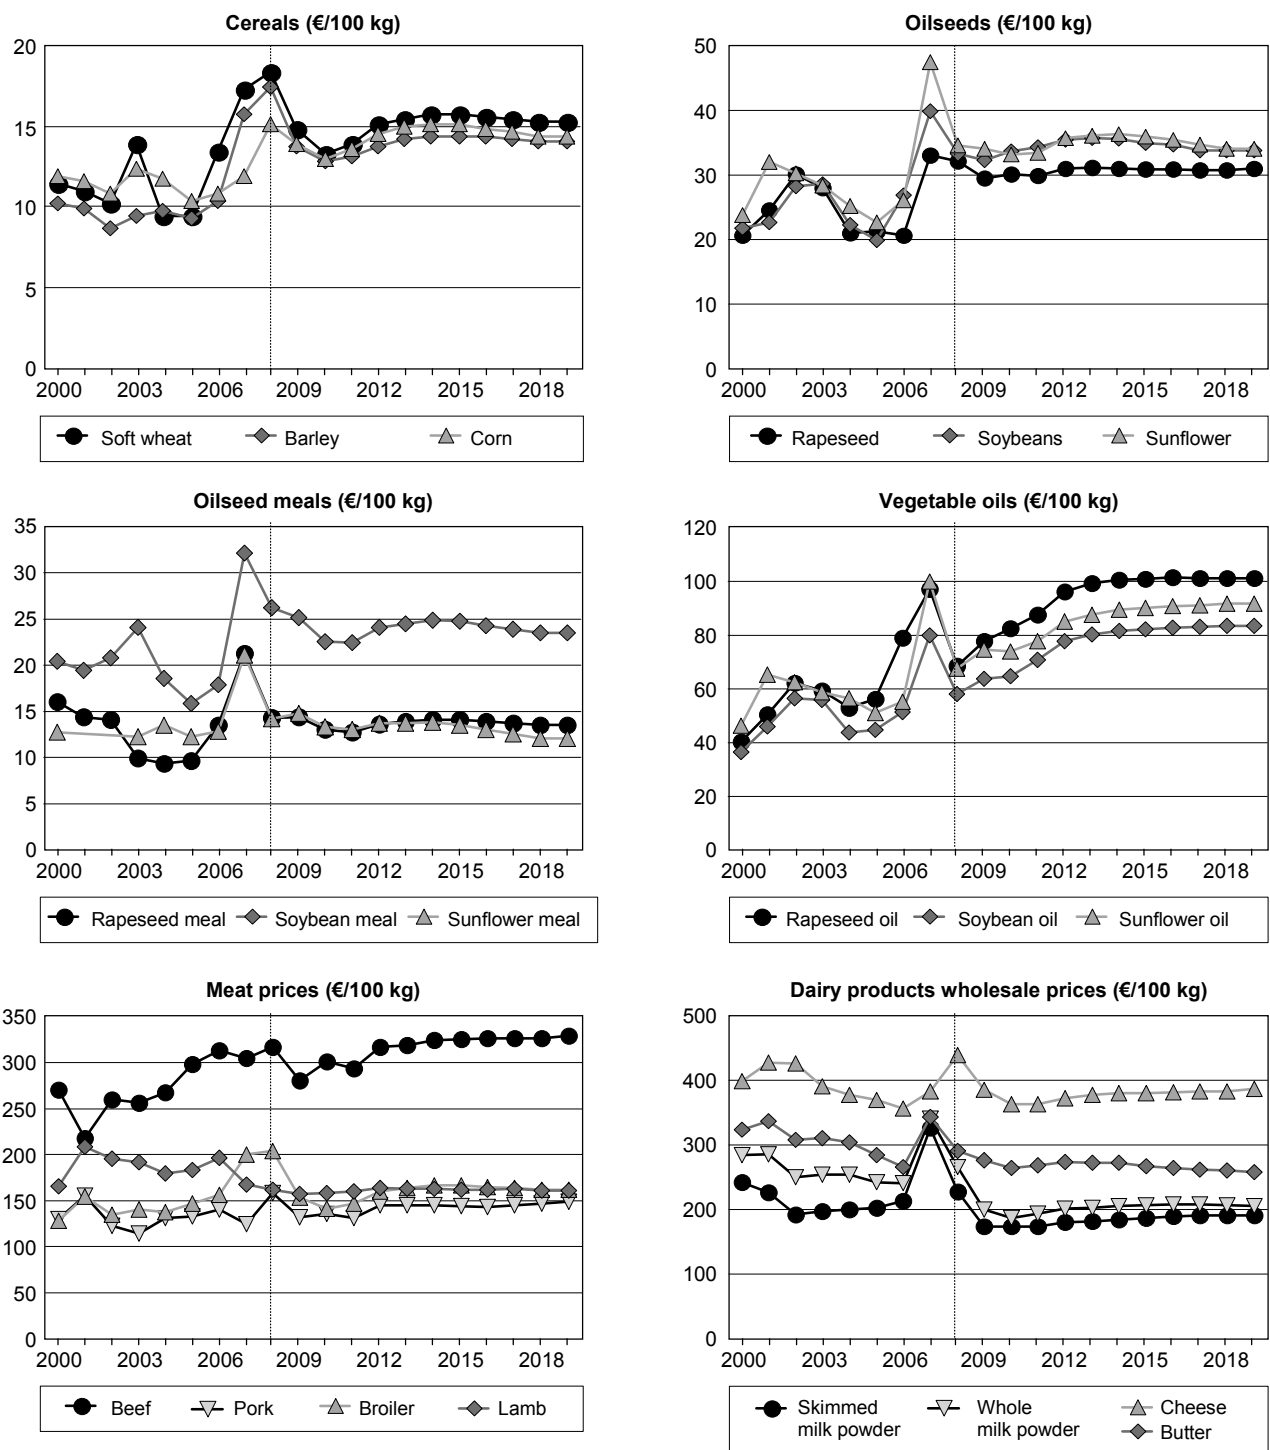 Cereals (€/100 kg)
20
15
10
5
0
2000 2003 2006 2009 2012 2015 2018
Soft wheat Barley Corn
Oilseeds (€/100 kg)
50
40
30
20
10
0
2000 2003 2006 2009 2012 2015 2018
Rapeseed Soybeans Sunflower
Oilseed meals (€/100 kg)
35
30
25
20
15
10
5
0
2000 2003 2006 2009 2012 2015 2018
Rapeseed meal Soybean meal Sunflower meal
Vegetable oils (€/100 kg)
120
100
80
60
40
20
0
2000 2003 2006 2009 2012 2015 2018
Rapeseed oil Soybean oil Sunflower oil
Meat prices (€/100 kg)
350
300
250
200
150
100
50
0
2000 2003 2006 2009 2012 2015 2018
Beef Pork Broiler Lamb
Dairy products wholesale prices (€/100 kg)
500
400
300
200
100
0
2000 2003 2006 2009 2012 2015 2018
Skimmed milk powder Whole milk powder Cheese
Butter